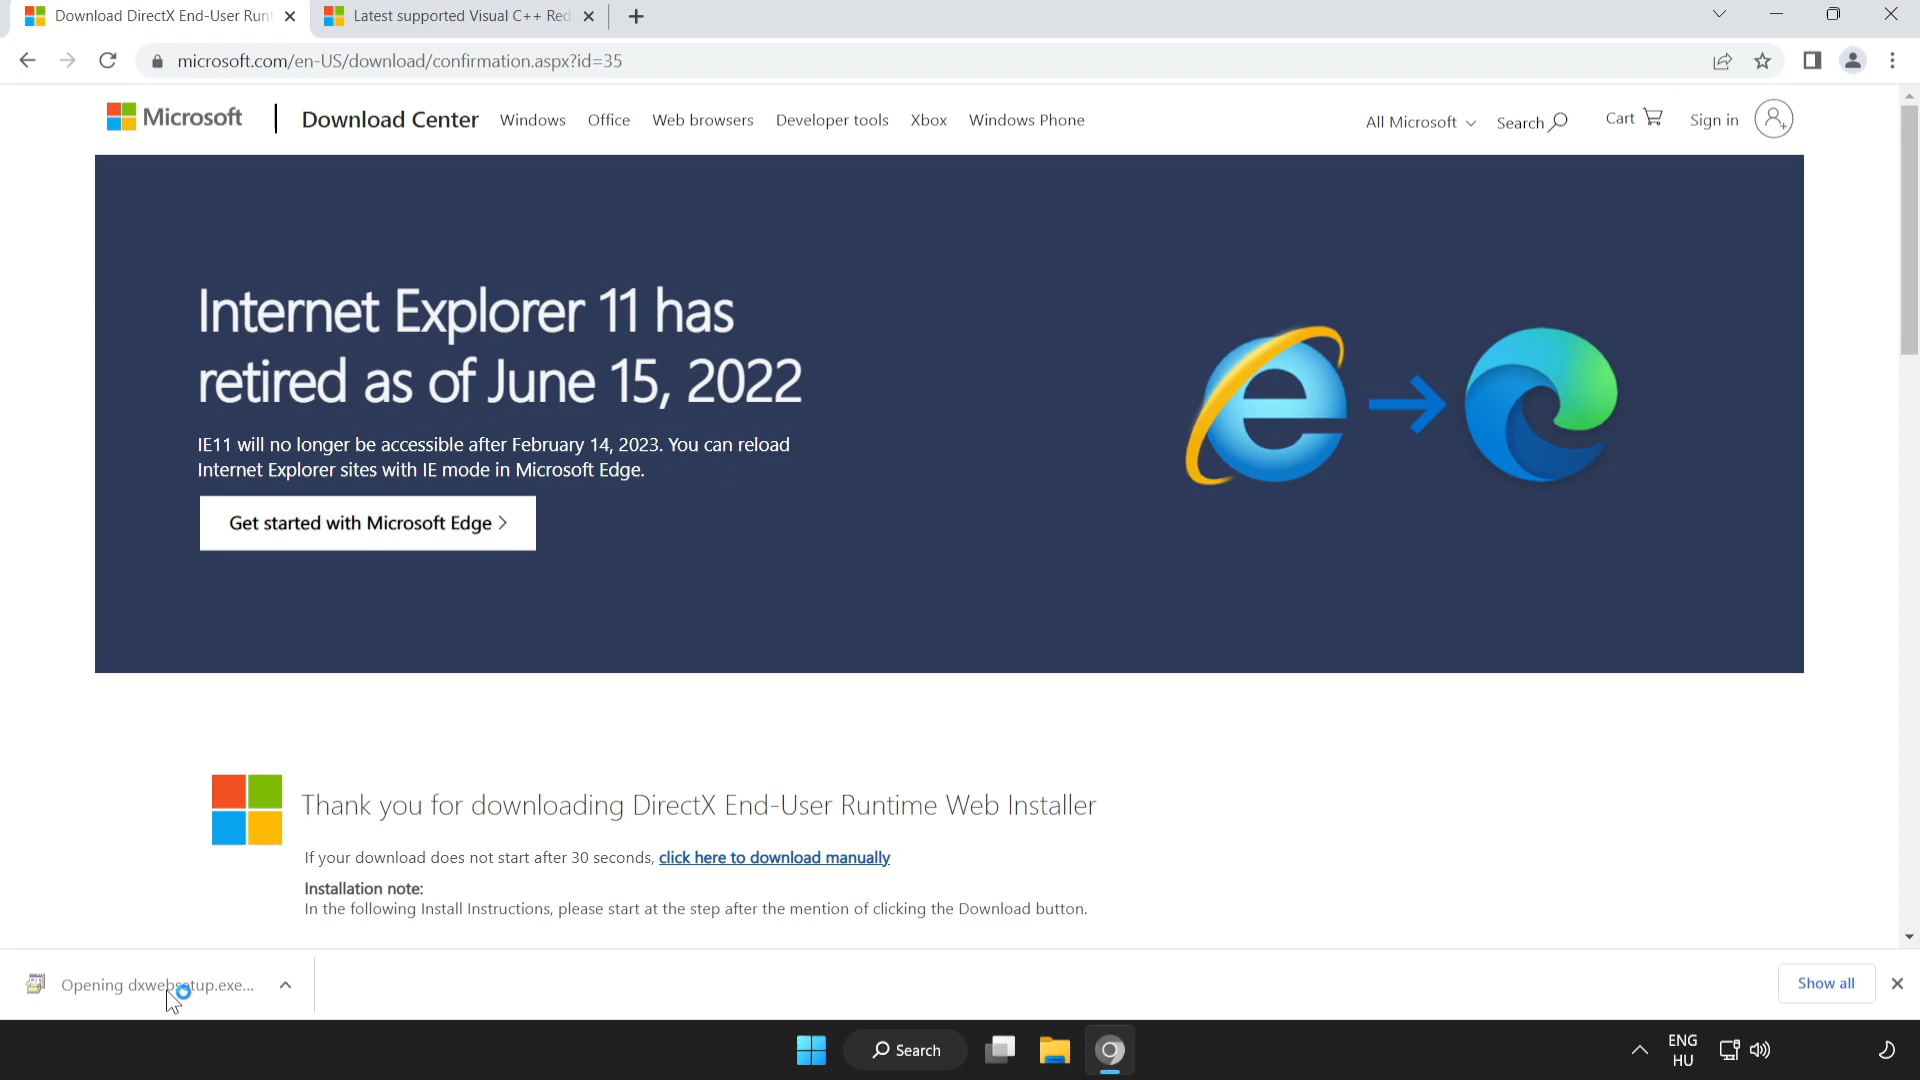 Download DirectX End-User Runt
Latest supported Visual C++ Red
microsoft.com/en-US/download/confirmation.aspx?id=35
Microsoft
Download Center
Windows
Office
Web browsers
Developer tools
Xbox
Windows Phone
All Microsoft
Search
Cart
Sign in
Internet Explorer 11 has
retired as of June 15, 2022
IE11 will no longer be accessible after February 14, 2023. You can reload
Internet Explorer sites with IE mode in Microsoft Edge.
Get started with Microsoft Edge >
Thank you for downloading DirectX End-User Runtime Web Installer
If your download does not start after 30 seconds, click here to download manually
Installation note:
In the following Install Instructions, please start at the step after the mention of clicking the Download button.
Opening dxwebsetup.exe...
Show all
Search
ENG
HU